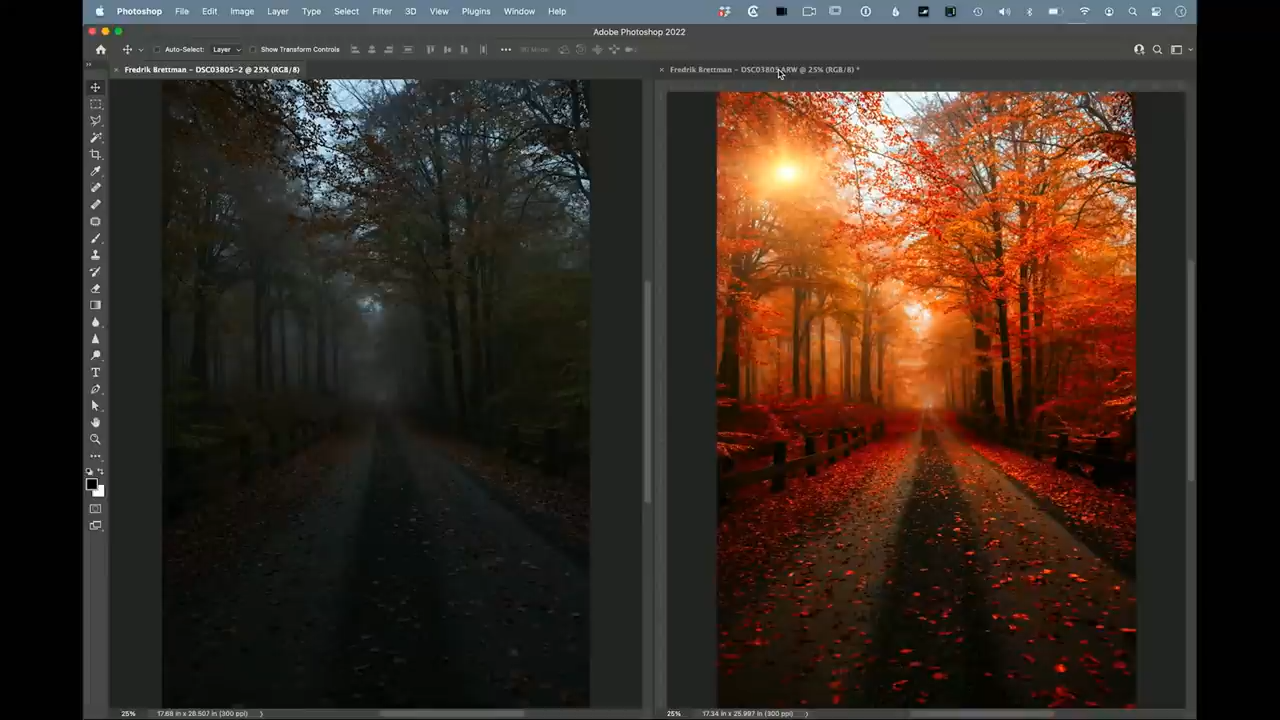 Photoshop File Edit Image Layer Type Select Filter 3D View Plugins Window Help
Adobe Photoshop 2022
Auto-Select: Layer Show Transform Controls 3D Mode:
× Fredrik Brettman - DSC03805-2 @ 25% (RGB/8)
× Fredrik Brettman - DSC03805.ARW @ 25% (RGB/8) *
25% 17.68 in x 26.507 in (300 ppi)
25% 17.34 in x 25.997 in (300 ppi)